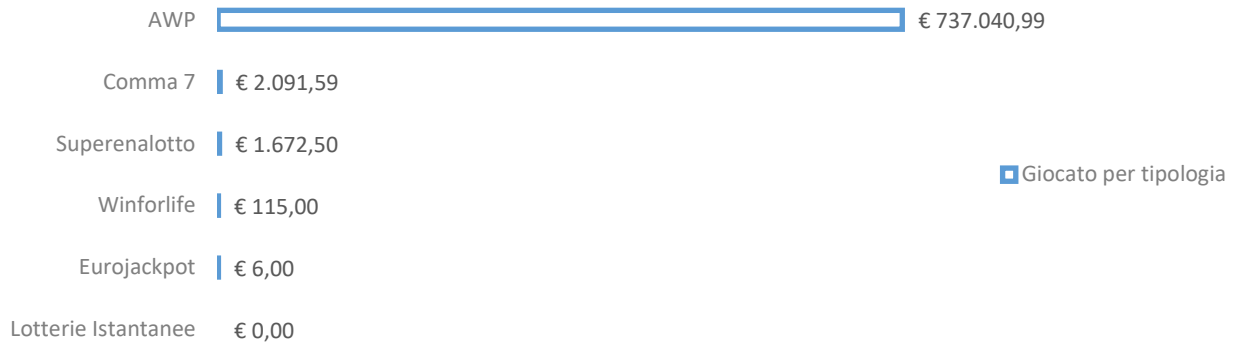 AWP € 737.040,99
Comma 7 € 2.091,59
Superenalotto € 1.672,50
Giocato per tipologia
Winforlife € 115,00
Eurojackpot € 6,00
Lotterie Istantanee € 0,00